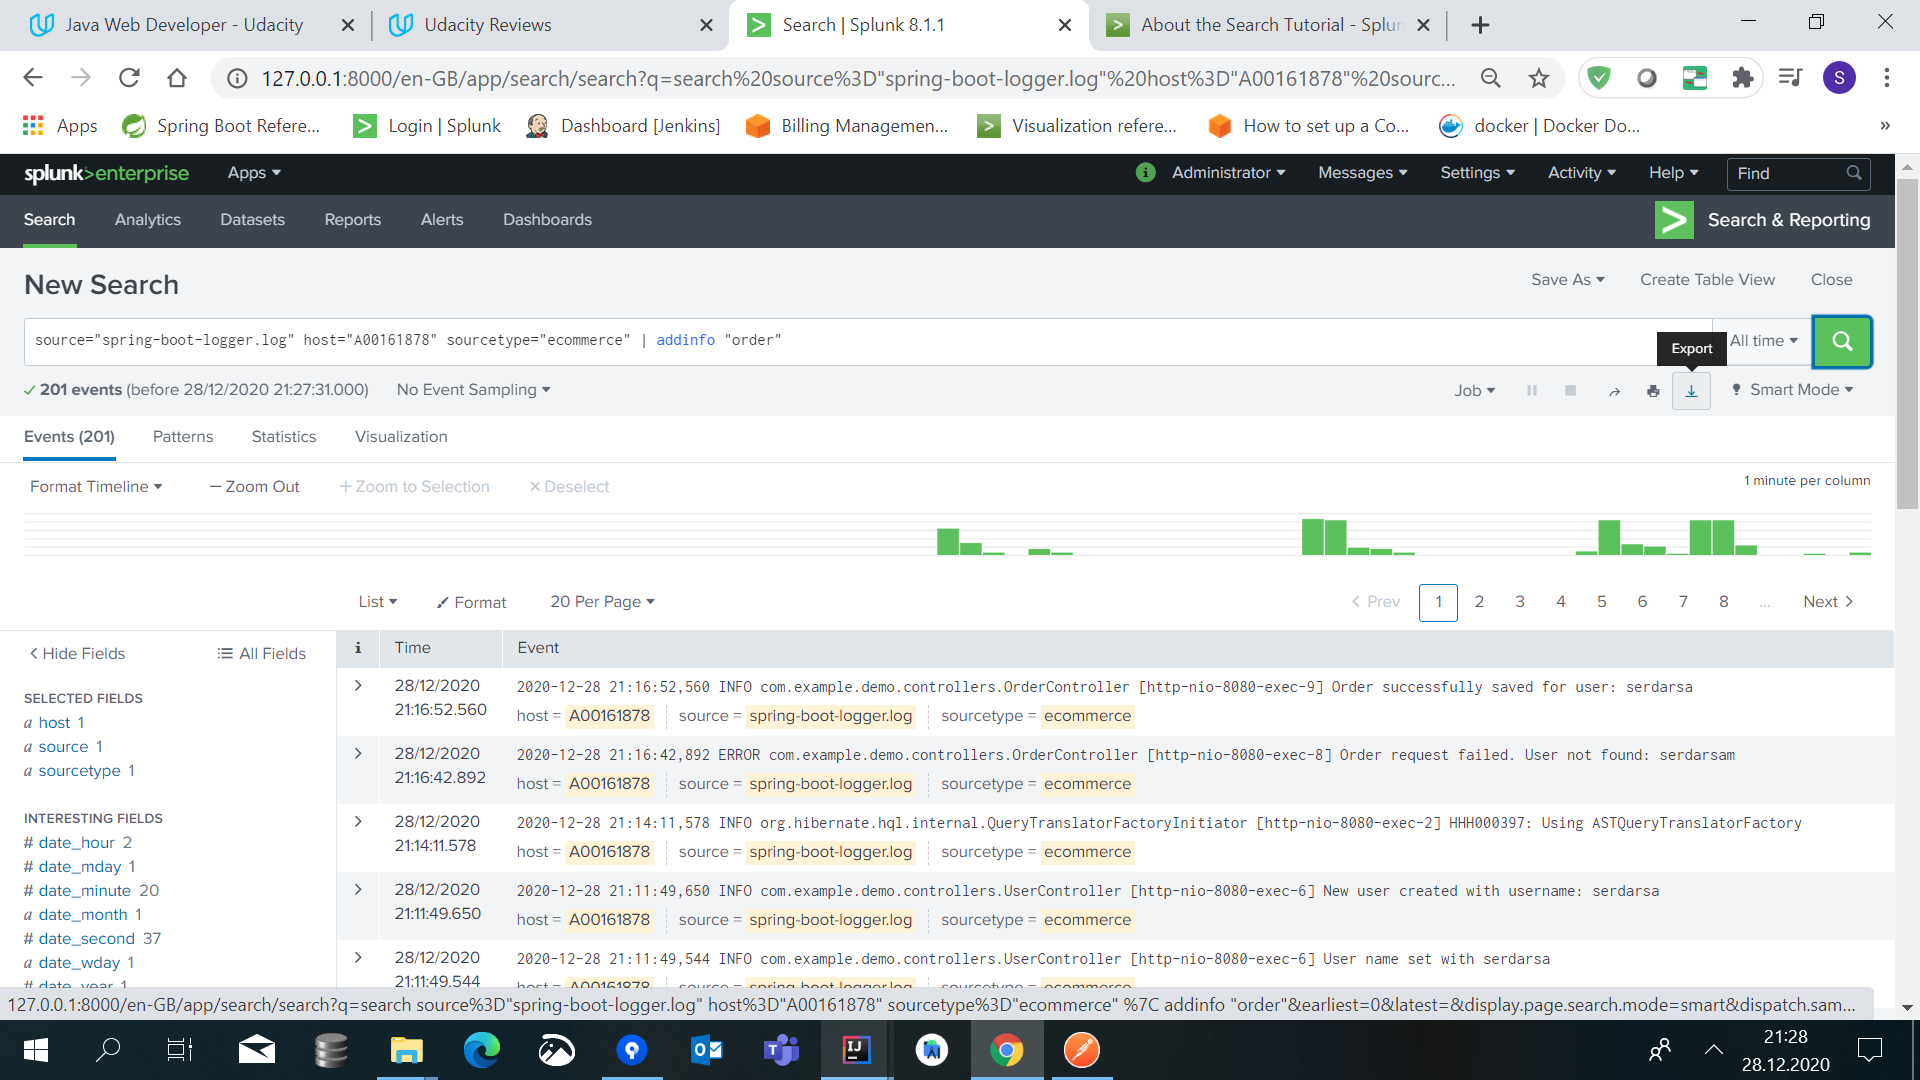 Java Web Developer - Udacity
Udacity Reviews
Search | Splunk 8.1.1
About the Search Tutorial - Splun
127.0.0.1:8000/en-GB/app/search/search?q=search%20source%3D"spring-boot-logger.log"%20host%3D"A00161878"%20sourc...
S
Apps
Spring Boot Refere...
Login | Splunk
Dashboard [Jenkins]
Billing Managemen...
Visualization refere...
How to set up a Co...
docker | Docker Do...
»
splunk>enterprise
Apps
i
Administrator
Messages
Settings
Activity
Help
Find
Search
Analytics
Datasets
Reports
Alerts
Dashboards
Search & Reporting
New Search
Save As
Create Table View
Close
source="spring-boot-logger.log" host="A00161878" sourcetype="ecommerce" | addinfo "order"
All time
Export
201 events (before 28/12/2020 21:27:31.000)
No Event Sampling
Job
Smart Mode
Events (201)
Patterns
Statistics
Visualization
Format Timeline
— Zoom Out
+ Zoom to Selection
× Deselect
1 minute per column
List
Format
20 Per Page
< Prev 1 2 3 4 5 6 7 8 ... Next >
< Hide Fields
All Fields
i Time Event
SELECTED FIELDS
a host 1
a source 1
a sourcetype 1
INTERESTING FIELDS
# date_hour 2
# date_mday 1
# date_minute 20
a date_month 1
# date_second 37
a date_wday 1
# date_year 1
> 28/12/2020 21:16:52.560
2020-12-28 21:16:52,560 INFO com.example.demo.controllers.OrderController [http-nio-8080-exec-9] Order successfully saved for user: serdarsa
host = A00161878 source = spring-boot-logger.log sourcetype = ecommerce
> 28/12/2020 21:16:42.892
2020-12-28 21:16:42,892 ERROR com.example.demo.controllers.OrderController [http-nio-8080-exec-8] Order request failed. User not found: serdarsam
host = A00161878 source = spring-boot-logger.log sourcetype = ecommerce
> 28/12/2020 21:14:11.578
2020-12-28 21:14:11,578 INFO org.hibernate.hql.internal.QueryTranslatorFactoryInitiator [http-nio-8080-exec-2] HHH000397: Using ASTQueryTranslatorFactory
host = A00161878 source = spring-boot-logger.log sourcetype = ecommerce
> 28/12/2020 21:11:49.650
2020-12-28 21:11:49,650 INFO com.example.demo.controllers.UserController [http-nio-8080-exec-6] New user created with username: serdarsa
host = A00161878 source = spring-boot-logger.log sourcetype = ecommerce
> 28/12/2020 21:11:49.544
2020-12-28 21:11:49,544 INFO com.example.demo.controllers.UserController [http-nio-8080-exec-6] User name set with serdarsa
host = A00161878 source = spring-boot-logger.log sourcetype = ecommerce
127.0.0.1:8000/en-GB/app/search/search?q=search source%3D"spring-boot-logger.log" host%3D"A00161878" sourcetype%3D"ecommerce" %7C addinfo "order"&earliest=0&latest=&display.page.search.mode=smart&dispatch.sam...
21:28
28.12.2020